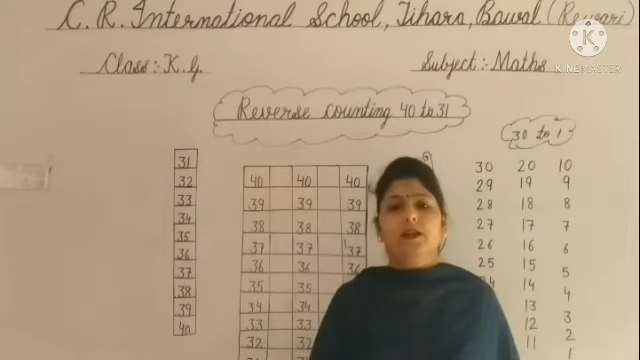 C. R. International School, Jihara, Bawal (Rewari)
Class:- K.g. Subject:- Maths
KINEMASTER
Reverse counting 40 to 31
30 to 1
31
32
33
34
35
36
37
38
39
40
40 40 40
39 39 39
38 38 38
37 37 37
36 36 36
35 35
34 34
33 33
32 32
30 20 10
29 19 9
28 18 8
27 17 7
26 16 6
25 15 5
24 14 4
13 3
12 2
11 1